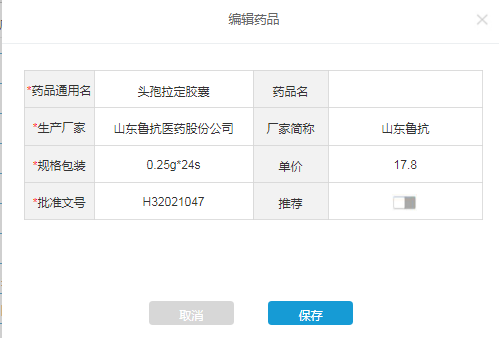 编辑药品
*药品通用名 头孢拉定胶囊 药品名
*生产厂家 山东鲁抗医药股份公司 厂家简称 山东鲁抗
*规格包装 0.25g*24s 单价 17.8
*批准文号 H32021047 推荐
取消 保存